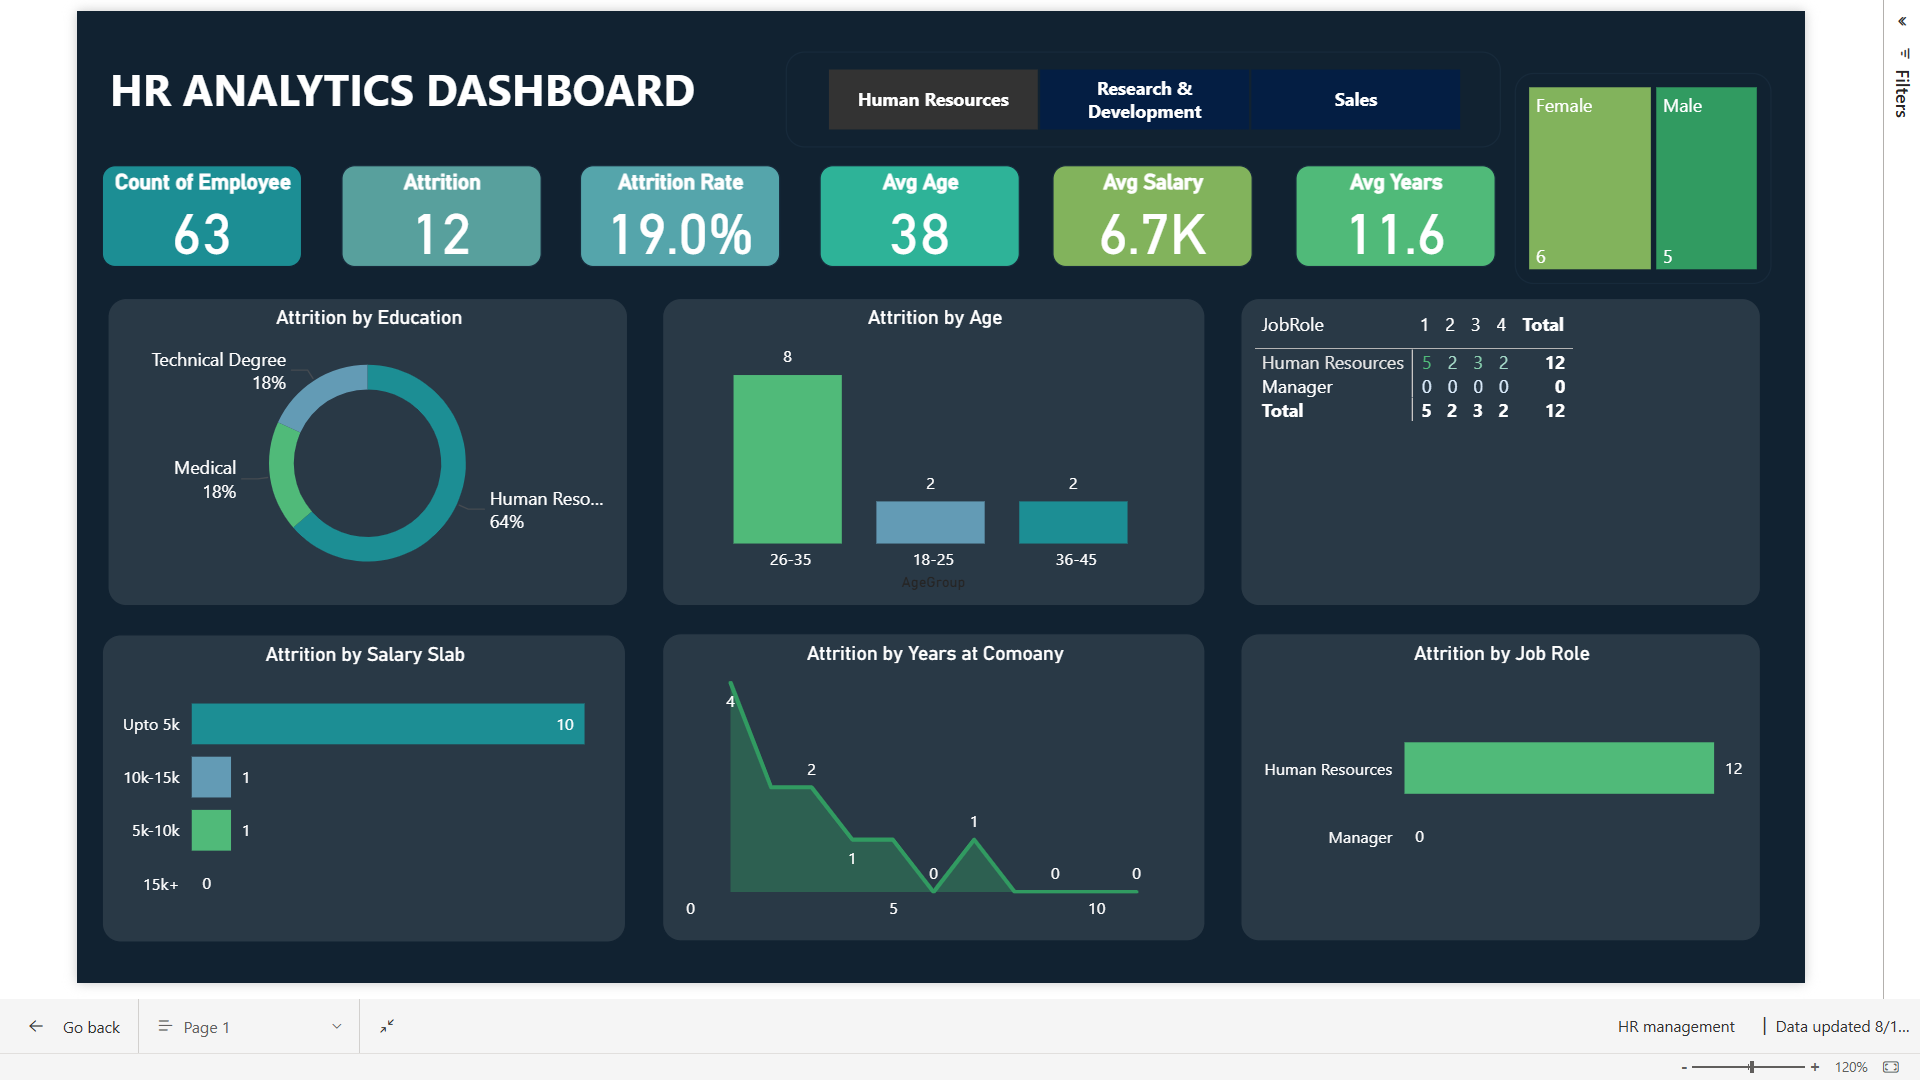 HR ANALYTICS DASHBOARD
Human Resources
Research &
Development
Sales
Female
6
Male
5
Filters
Count of Employee
63
Attrition
12
Attrition Rate
19.0%
Avg Age
38
Avg Salary
6.7K
Avg Years
11.6
Attrition by Education
Technical Degree
18%
Medical
18%
Human Reso...
64%
Attrition by Age
8
2
2
26-35
18-25
36-45
AgeGroup
JobRole 1 2 3 4 Total
Human Resources 5 2 3 2 12
Manager 0 0 0 0 0
Total 5 2 3 2 12
Attrition by Salary Slab
Upto 5k 10
10k-15k 1
5k-10k 1
15k+ 0
Attrition by Years at Comoany
4
2
1
0
1
0
0
0 5 10
Attrition by Job Role
Human Resources 12
Manager 0
Go back
Page 1
HR management | Data updated 8/1...
- + 120%